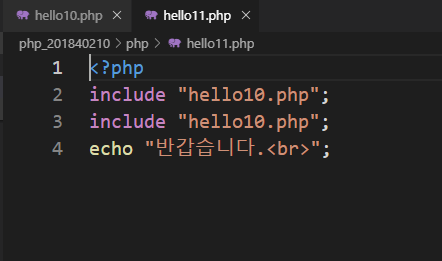 hello10.php hello11.php ×
php_201840210 > php > hello11.php
1 <?php
2 include "hello10.php";
3 include "hello10.php";
4 echo "반갑습니다.<br>";